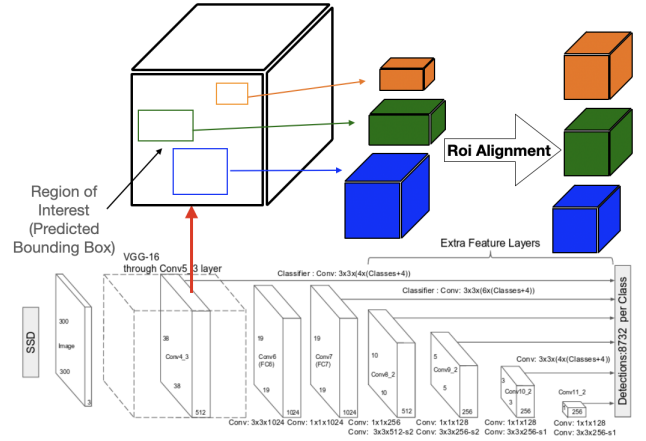 Roi Alignment
Region of
Interest
(Predicted
Bounding Box)
Extra Feature Layers
VGG-16
through Conv5_3 layer
Classifier : Conv: 3x3x(4x(Classes+4))
Classifier : Conv: 3x3x(6x(Classes+4))
SSD
300
Image
300
3
38
Conv4_3
38
512
19
Conv6
(FC6)
19
1024
19
Conv7
(FC7)
19
1024
10
Conv8_2
10
512
5
Conv9_2
5
256
Conv: 3x3x(4x(Classes+4))
3
Conv10_2
3
256
Conv11_2
256
Detections:8732 per Class
Conv: 3x3x1024
Conv: 1x1x1024
Conv: 1x1x256
Conv: 3x3x512-s2
Conv: 1x1x128
Conv: 3x3x256-s2
Conv: 1x1x128
Conv: 3x3x256-s1
Conv: 1x1x128
Conv: 3x3x256-s1